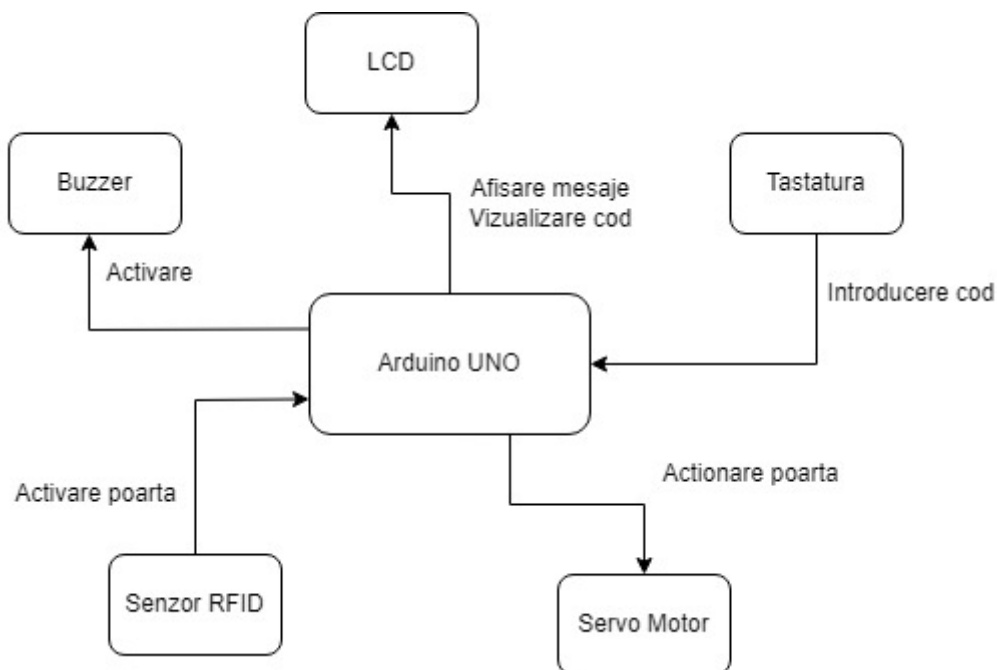 LCD
Buzzer
Afisare mesaje
Vizualizare cod
Tastatura
Activare
Introducere cod
Arduino UNO
Activare poarta
Actionare poarta
Senzor RFID
Servo Motor